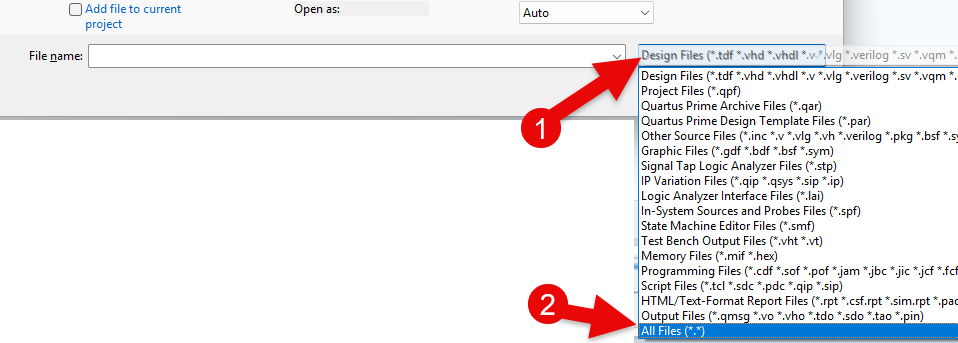 Add file to current
project
Open as:
Auto
File name:
Design Files (*.tdf *.vhd *.vhdl *.v *.vlg *.verilog *.sv *.vqm *.
Design Files (*.tdf *.vhd *.vhdl *.v *.vlg *.verilog *.sv *.vqm *.
Project Files (*.qpf)
Quartus Prime Archive Files (*.qar)
1
Quartus Prime Design Template Files (*.par)
Other Source Files (*.inc *.v *.vlg *.vh *.verilog *.pkg *.bsf *.sy
Graphic Files (*.gdf *.bdf *.bsf *.sym)
Signal Tap Logic Analyzer Files (*.stp)
IP Variation Files (*.qip *.qsys *.sip *.ip)
Logic Analyzer Interface Files (*.lai)
In-System Sources and Probes Files (*.spf)
State Machine Editor Files (*.smf)
Test Bench Output Files (*.vht *.vt)
Memory Files (*.mif *.hex)
Programming Files (*.cdf *.sof *.pof *.jam *.jbc *.jic *.jcf *.fcf
Script Files (*.tcl *.sdc *.pdc *.qip *.sip)
2
HTML/Text-Format Report Files (*.rpt *.csf.rpt *.sim.rpt *.pao
Output Files (*.qmsg *.vo *.vho *.tdo *.sdo *.tao *.pin)
All Files (*.*)